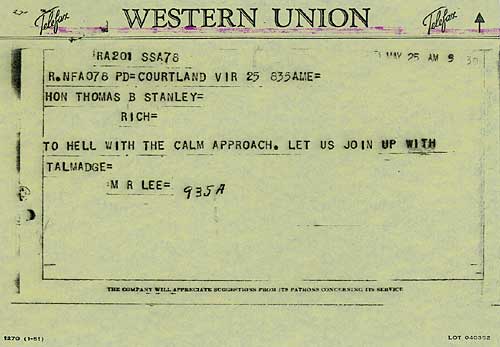 Telefax WESTERN UNION Telefax
RA201 SSA78 MAY 25 AM 9 30
R.NFA078 PD=COURTLAND VIR 25 835AME=
HON THOMAS B STANLEY=
RICH=
TO HELL WITH THE CALM APPROACH. LET US JOIN UP WITH
TALMADGE=
M R LEE= 935A
THE COMPANY WILL APPRECIATE SUGGESTIONS FROM ITS PATRONS CONCERNING ITS SERVICE
1270 (1-51) LOT 040352